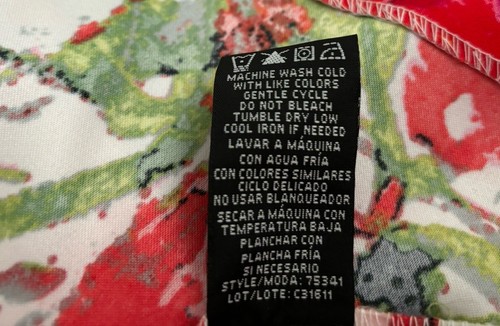 MACHINE WASH COLD
WITH LIKE COLORS
GENTLE CYCLE
DO NOT BLEACH
TUMBLE DRY LOW
COOL IRON IF NEEDED
LAVAR A MÁQUINA
CON AGUA FRÍA
CON COLORES SIMILARES
CICLO DELICADO
NO USAR BLANQUEADOR
SECAR A MÁQUINA CON
TEMPERATURA BAJA
PLANCHAR CON
PLANCHA FRÍA
SI NECESARIO
STYLE/MODA: 75341
LOT/LOTE: C31611